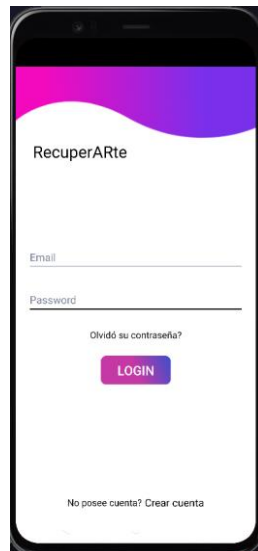 RecuperARte
Email
Password
Olvidó su contraseña?
LOGIN
No posee cuenta? Crear cuenta